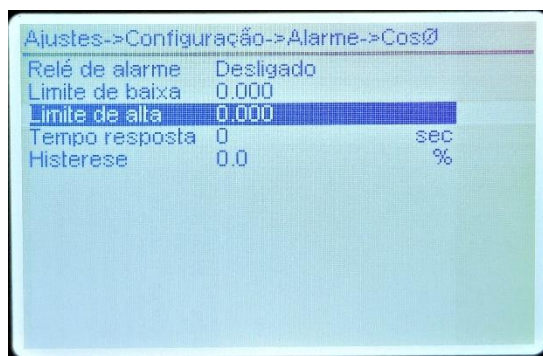 Ajustes->Configuração->Alarme->CosØ
Relé de alarme Desligado
Limite de baixa 0.000
Limite de alta 0.000
Tempo resposta 0 sec
Histerese 0.0 %